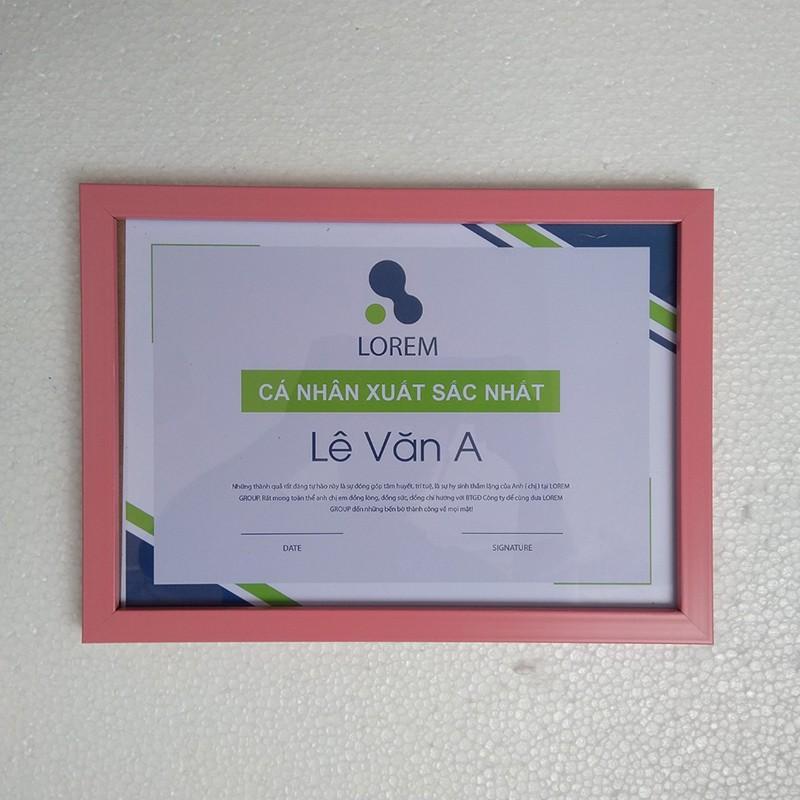 LOREM
CÁ NHÂN XUẤT SẮC NHẤT
Lê Văn A
Những thành quả rất đáng tự hào này là sự đóng góp tâm huyết, trí tuệ, là sự hy sinh thầm lặng của Anh ( chị ) tại LOREM
GROUP. Rất mong toàn thể anh chị em đồng lòng, đồng sức, đồng chí hướng với BTGĐ Công ty để cùng đưa LOREM
GROUP đến những bến bờ thành công về mọi mặt!
DATE SIGNATURE